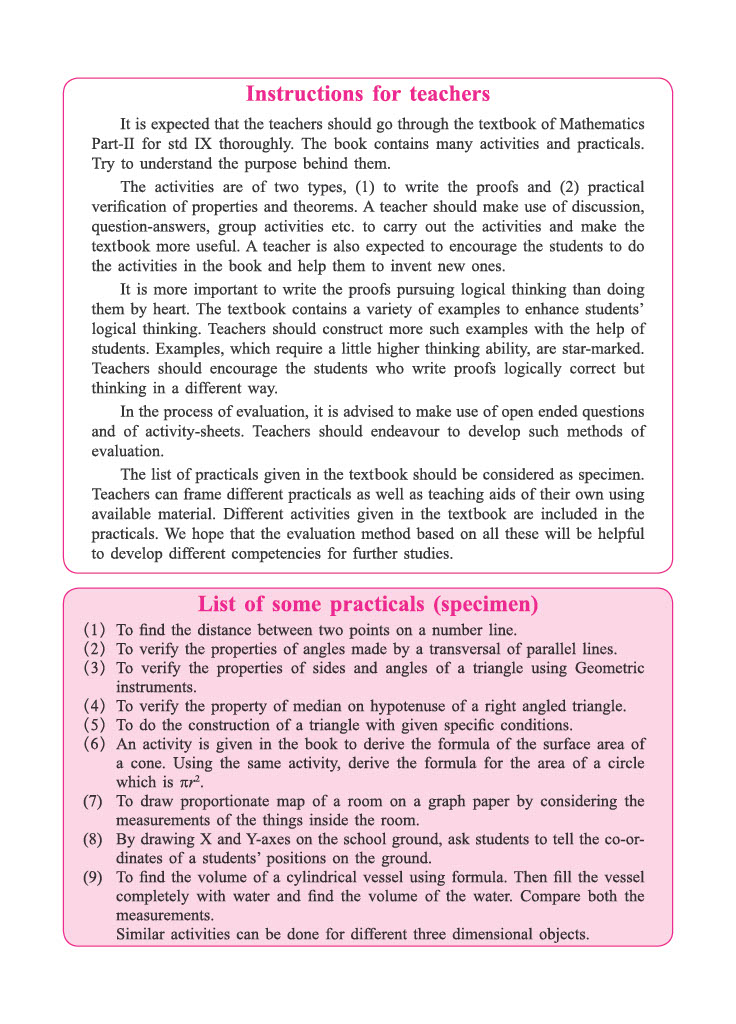 Instructions for teachers
It is expected that the teachers should go through the textbook of Mathematics
Part-II for std IX thoroughly. The book contains many activities and practicals.
Try to understand the purpose behind them.
The activities are of two types, (1) to write the proofs and (2) practical
verification of properties and theorems. A teacher should make use of discussion,
question-answers, group activities etc. to carry out the activities and make the
textbook more useful. A teacher is also expected to encourage the students to do
the activities in the book and help them to invent new ones.
It is more important to write the proofs pursuing logical thinking than doing
them by heart. The textbook contains a variety of examples to enhance students’
logical thinking. Teachers should construct more such examples with the help of
students. Examples, which require a little higher thinking ability, are star-marked.
Teachers should encourage the students who write proofs logically correct but
thinking in a different way.
In the process of evaluation, it is advised to make use of open ended questions
and of activity-sheets. Teachers should endeavour to develop such methods of
evaluation.
The list of practicals given in the textbook should be considered as specimen.
Teachers can frame different practicals as well as teaching aids of their own using
available material. Different activities given in the textbook are included in the
practicals. We hope that the evaluation method based on all these will be helpful
to develop different competencies for further studies.
List of some practicals (specimen)
(1) To find the distance between two points on a number line.
(2) To verify the properties of angles made by a transversal of parallel lines.
(3) To verify the properties of sides and angles of a triangle using Geometric
instruments.
(4) To verify the property of median on hypotenuse of a right angled triangle.
(5) To do the construction of a triangle with given specific conditions.
(6) An activity is given in the book to derive the formula of the surface area of
a cone. Using the same activity, derive the formula for the area of a circle
which is πr².
(7) To draw proportionate map of a room on a graph paper by considering the
measurements of the things inside the room.
(8) By drawing X and Y-axes on the school ground, ask students to tell the co-or-
dinates of a students’ positions on the ground.
(9) To find the volume of a cylindrical vessel using formula. Then fill the vessel
completely with water and find the volume of the water. Compare both the
measurements.
Similar activities can be done for different three dimensional objects.